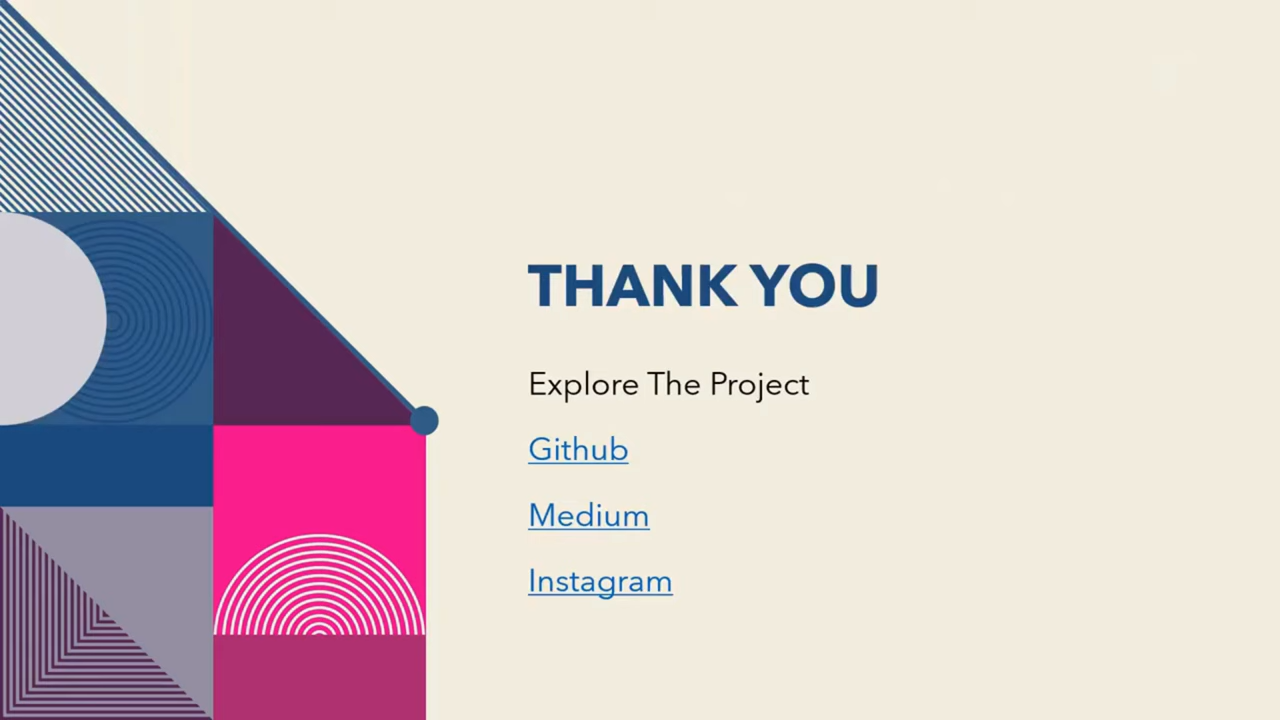 THANK YOU
Explore The Project
Github
Medium
Instagram